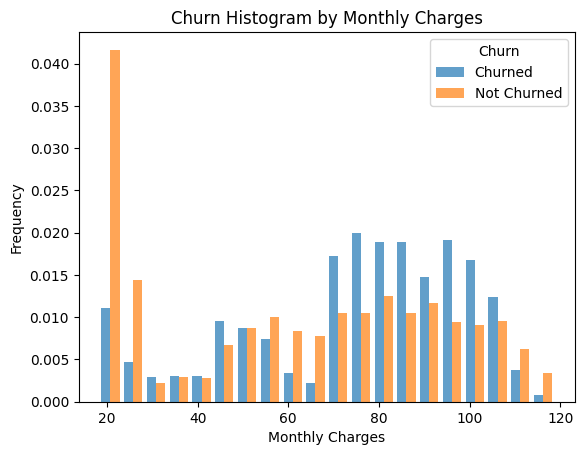 Churn Histogram by Monthly Charges
Churn
Churned
Not Churned
Frequency
0.040
0.035
0.030
0.025
0.020
0.015
0.010
0.005
0.000
20 40 60 80 100 120
Monthly Charges